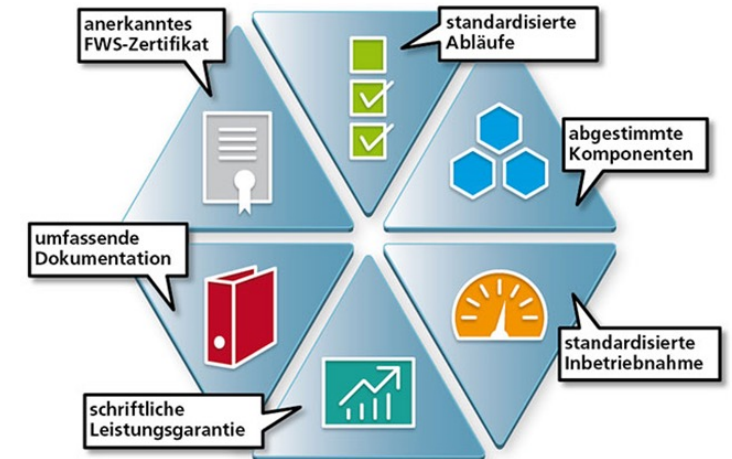 anerkanntes
FWS-Zertifikat
standardisierte
Abläufe
abgestimmte
Komponenten
umfassende
Dokumentation
standardisierte
Inbetriebnahme
schriftliche
Leistungsgarantie